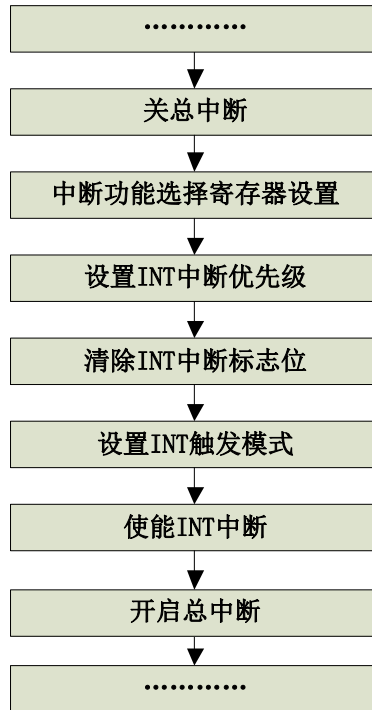 …………
关总中断
中断功能选择寄存器设置
设置INT中断优先级
清除INT中断标志位
设置INT触发模式
使能INT中断
开启总中断
…………